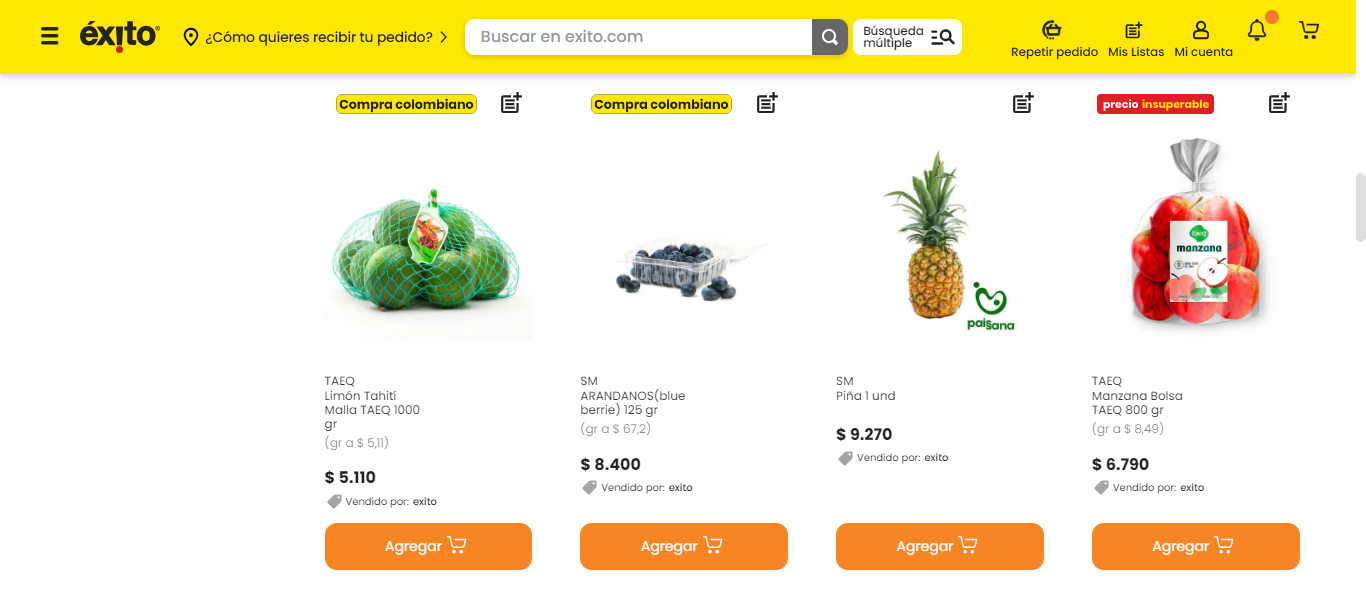 éxito
¿Cómo quieres recibir tu pedido?
Buscar en exito.com
Búsqueda
múltiple
Repetir pedido
Mis Listas
Mi cuenta
Compra colombiano
Compra colombiano
precio insuperable
paissana
taeq
manzana
TAEQ
Limón Tahití
Malla TAEQ 1000
gr
(gr a $ 5,11)
$ 5.110
Vendido por: exito
Agregar
SM
ARANDANOS(blue
berrie) 125 gr
(gr a $ 67,2)
$ 8.400
Vendido por: exito
Agregar
SM
Piña 1 und
$ 9.270
Vendido por: exito
Agregar
TAEQ
Manzana Bolsa
TAEQ 800 gr
(gr a $ 8,49)
$ 6.790
Vendido por: exito
Agregar